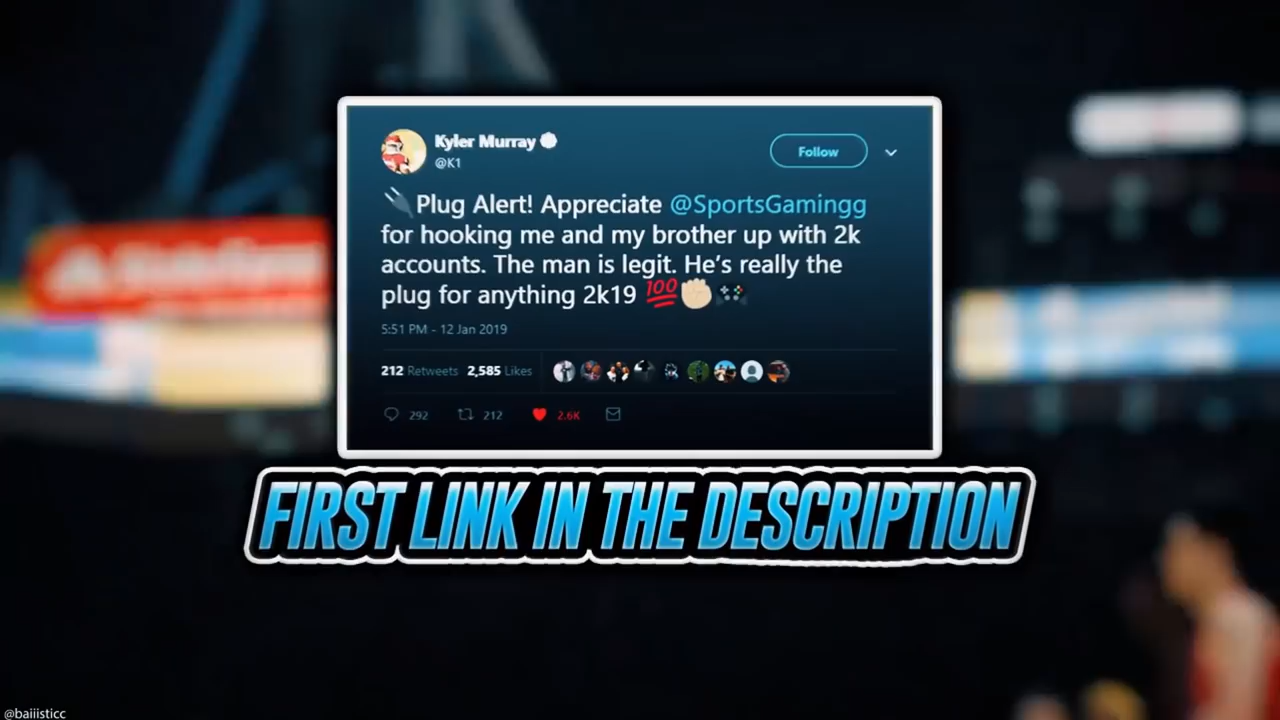 Kyler Murray
@K1
Follow
Plug Alert! Appreciate @SportsGamingg
for hooking me and my brother up with 2k
accounts. The man is legit. He's really the
plug for anything 2k19 💯✊🏼🎮
5:51 PM - 12 Jan 2019
212 Retweets 2,585 Likes
292 212 2.6K
FIRST LINK IN THE DESCRIPTION
@baiiisticc